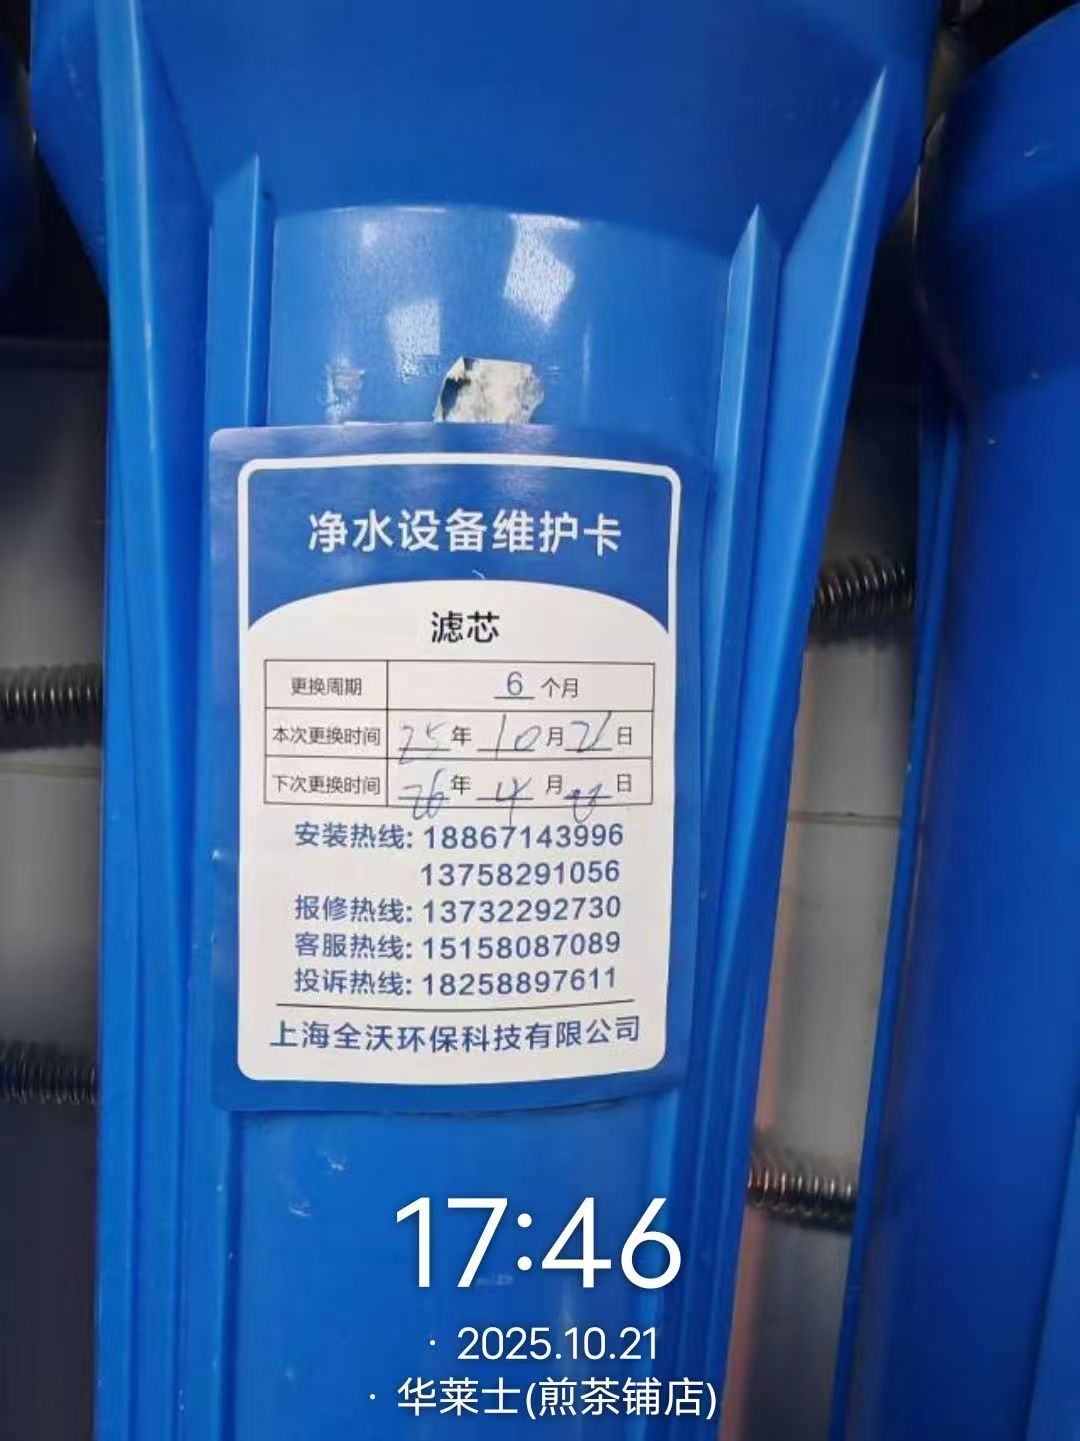 净水设备维护卡
滤芯
更换周期 6 个月
本次更换时间 25 年 10 月 21 日
下次更换时间 26 年 4 月 日
安装热线: 18867143996
13758291056
报修热线: 13732292730
客服热线: 15158087089
投诉热线: 18258897611
上海全沃环保科技有限公司
17:46
· 2025.10.21
· 华莱士(煎茶铺店)